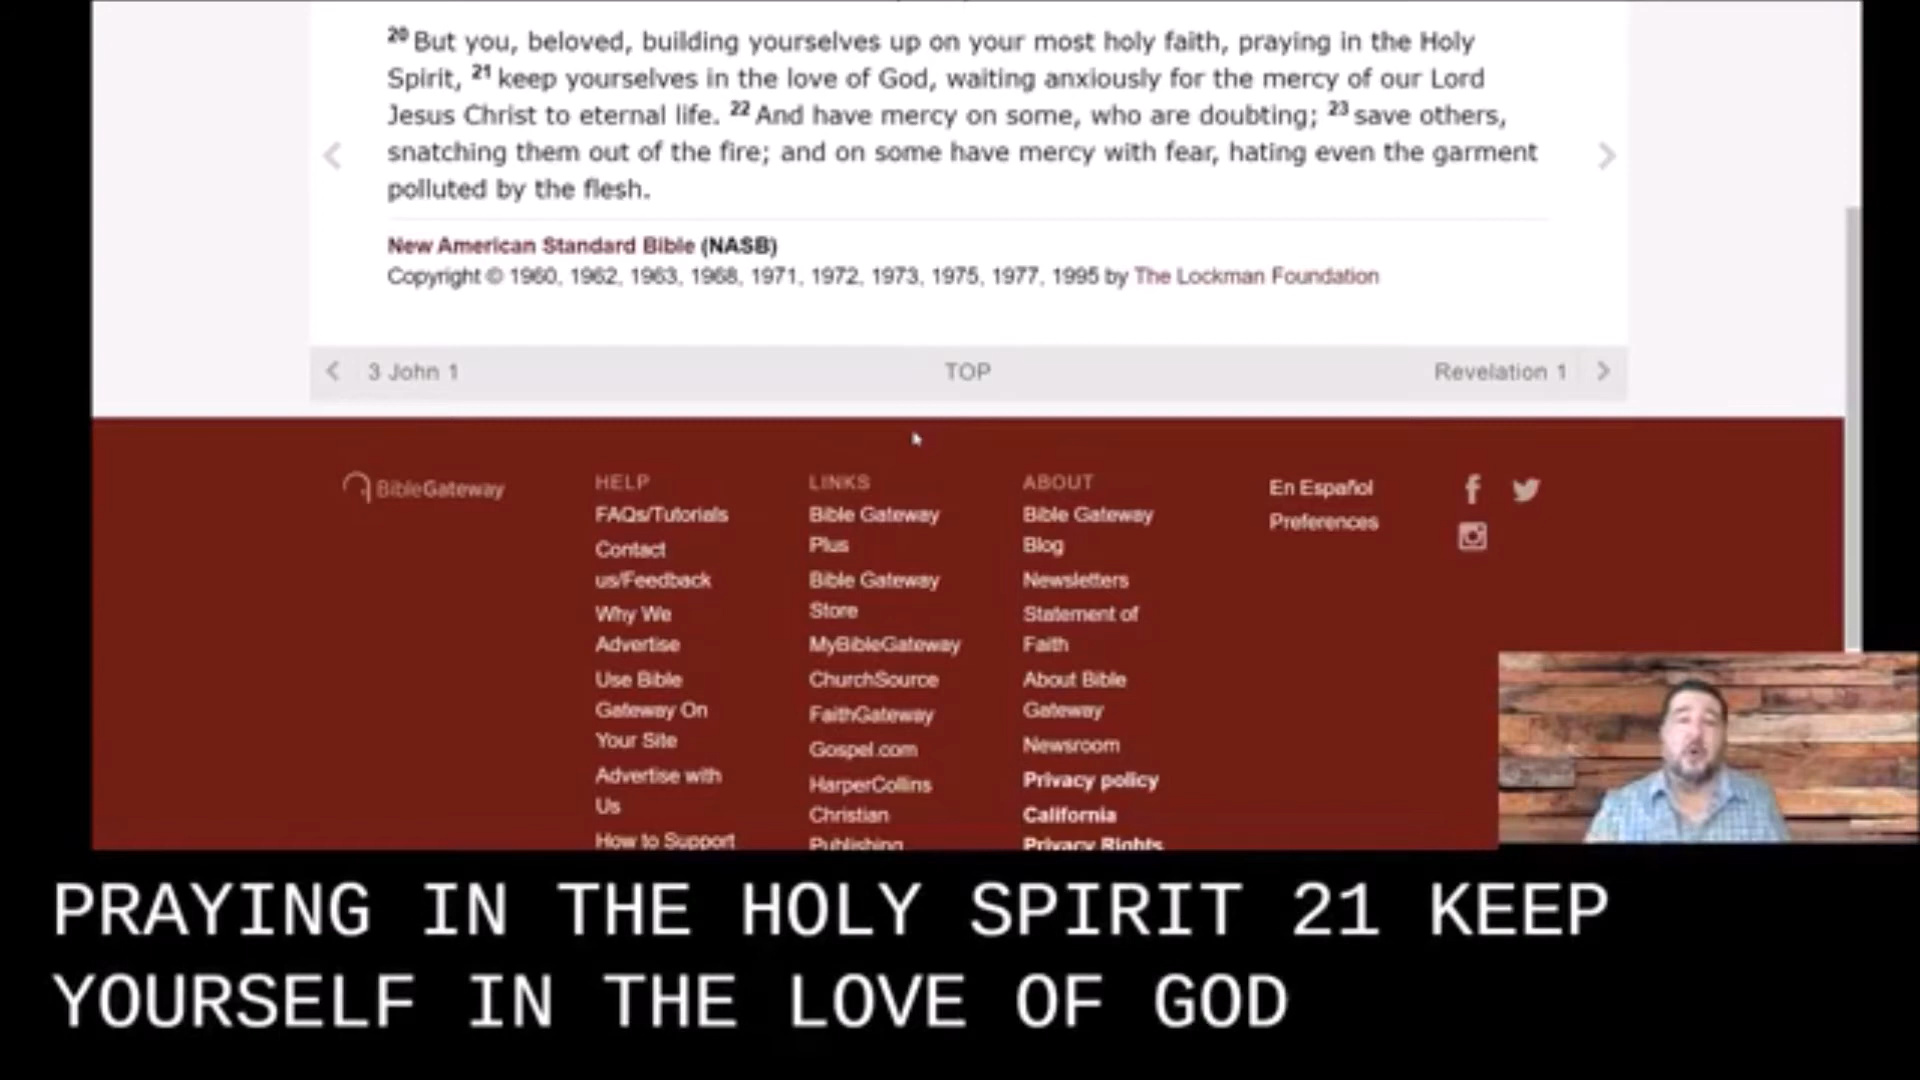 20 But you, beloved, building yourselves up on your most holy faith, praying in the Holy
Spirit, 21 keep yourselves in the love of God, waiting anxiously for the mercy of our Lord
Jesus Christ to eternal life. 22 And have mercy on some, who are doubting; 23 save others,
snatching them out of the fire; and on some have mercy with fear, hating even the garment
polluted by the flesh.
New American Standard Bible (NASB)
Copyright © 1960, 1962, 1963, 1968, 1971, 1972, 1973, 1975, 1977, 1995 by The Lockman Foundation
3 John 1
TOP
Revelation 1
BibleGateway
HELP
FAQs/Tutorials
Contact
us/Feedback
Why We
Advertise
Use Bible
Gateway On
Your Site
Advertise with
Us
How to Support
LINKS
Bible Gateway
Plus
Bible Gateway
Store
MyBibleGateway
ChurchSource
FaithGateway
Gospel.com
HarperCollins
Christian
Publishing
ABOUT
Bible Gateway
Blog
Newsletters
Statement of
Faith
About Bible
Gateway
Newsroom
Privacy policy
California
Privacy Rights
En Español
Preferences
PRAYING IN THE HOLY SPIRIT 21 KEEP
YOURSELF IN THE LOVE OF GOD